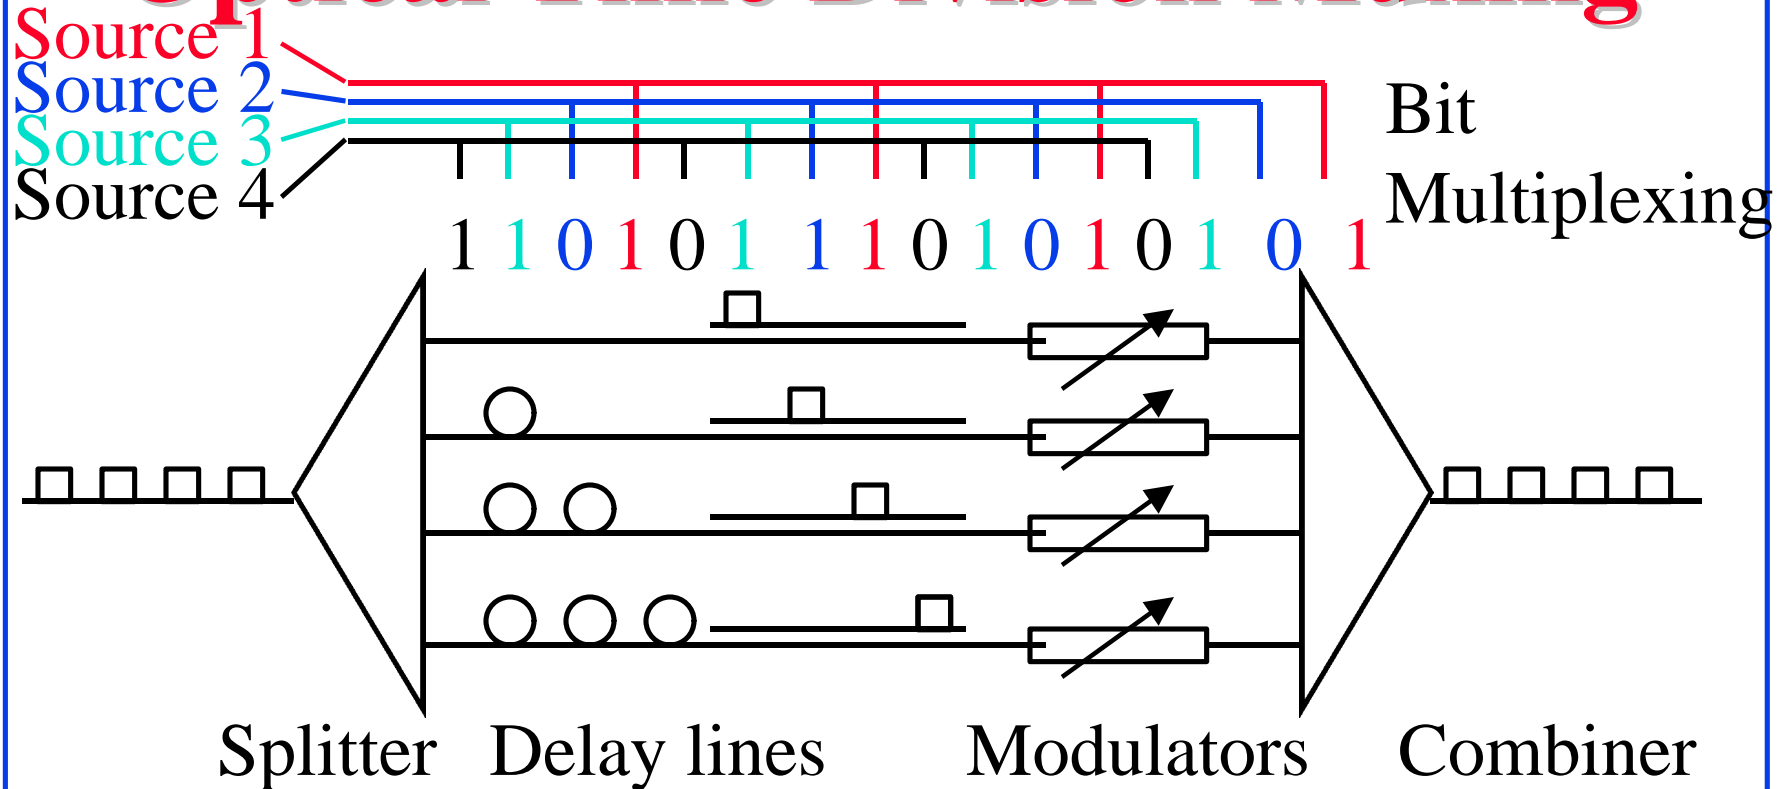 Source 1
Source 2
Source 3
Source 4
Bit
Multiplexing
1 1 0 1 0 1 1 1 0 1 0 1 0 1 0 1
Splitter Delay lines Modulators Combiner